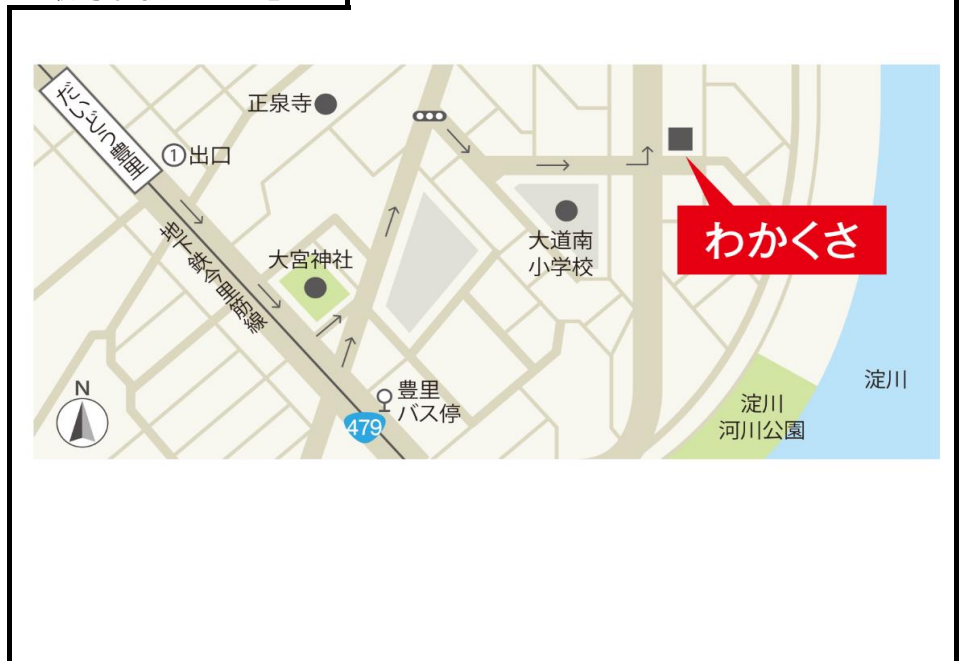 だいどう豊里
正泉寺
①出口
地下鉄今里筋線
大宮神社
大道南
小学校
わかくさ
N
豊里
バス停
479
淀川
淀川
河川公園